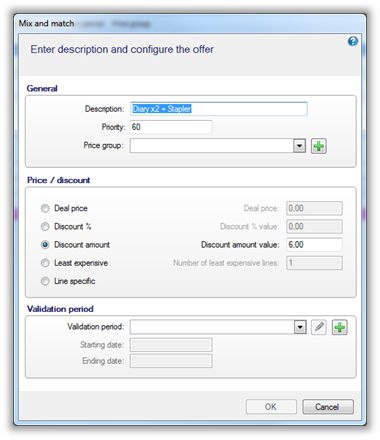 Mix and match
Enter description and configure the offer
General
Description: Diary x2 + Stapler
Priority: 60
Price group:
Price / discount
Deal price Deal price: 0,00
Discount % Discount % value: 0,00
Discount amount Discount amount value: 6,00
Least expensive Number of least expensive lines: 1
Line specific
Validation period
Validation period:
Starting date:
Ending date:
OK Cancel